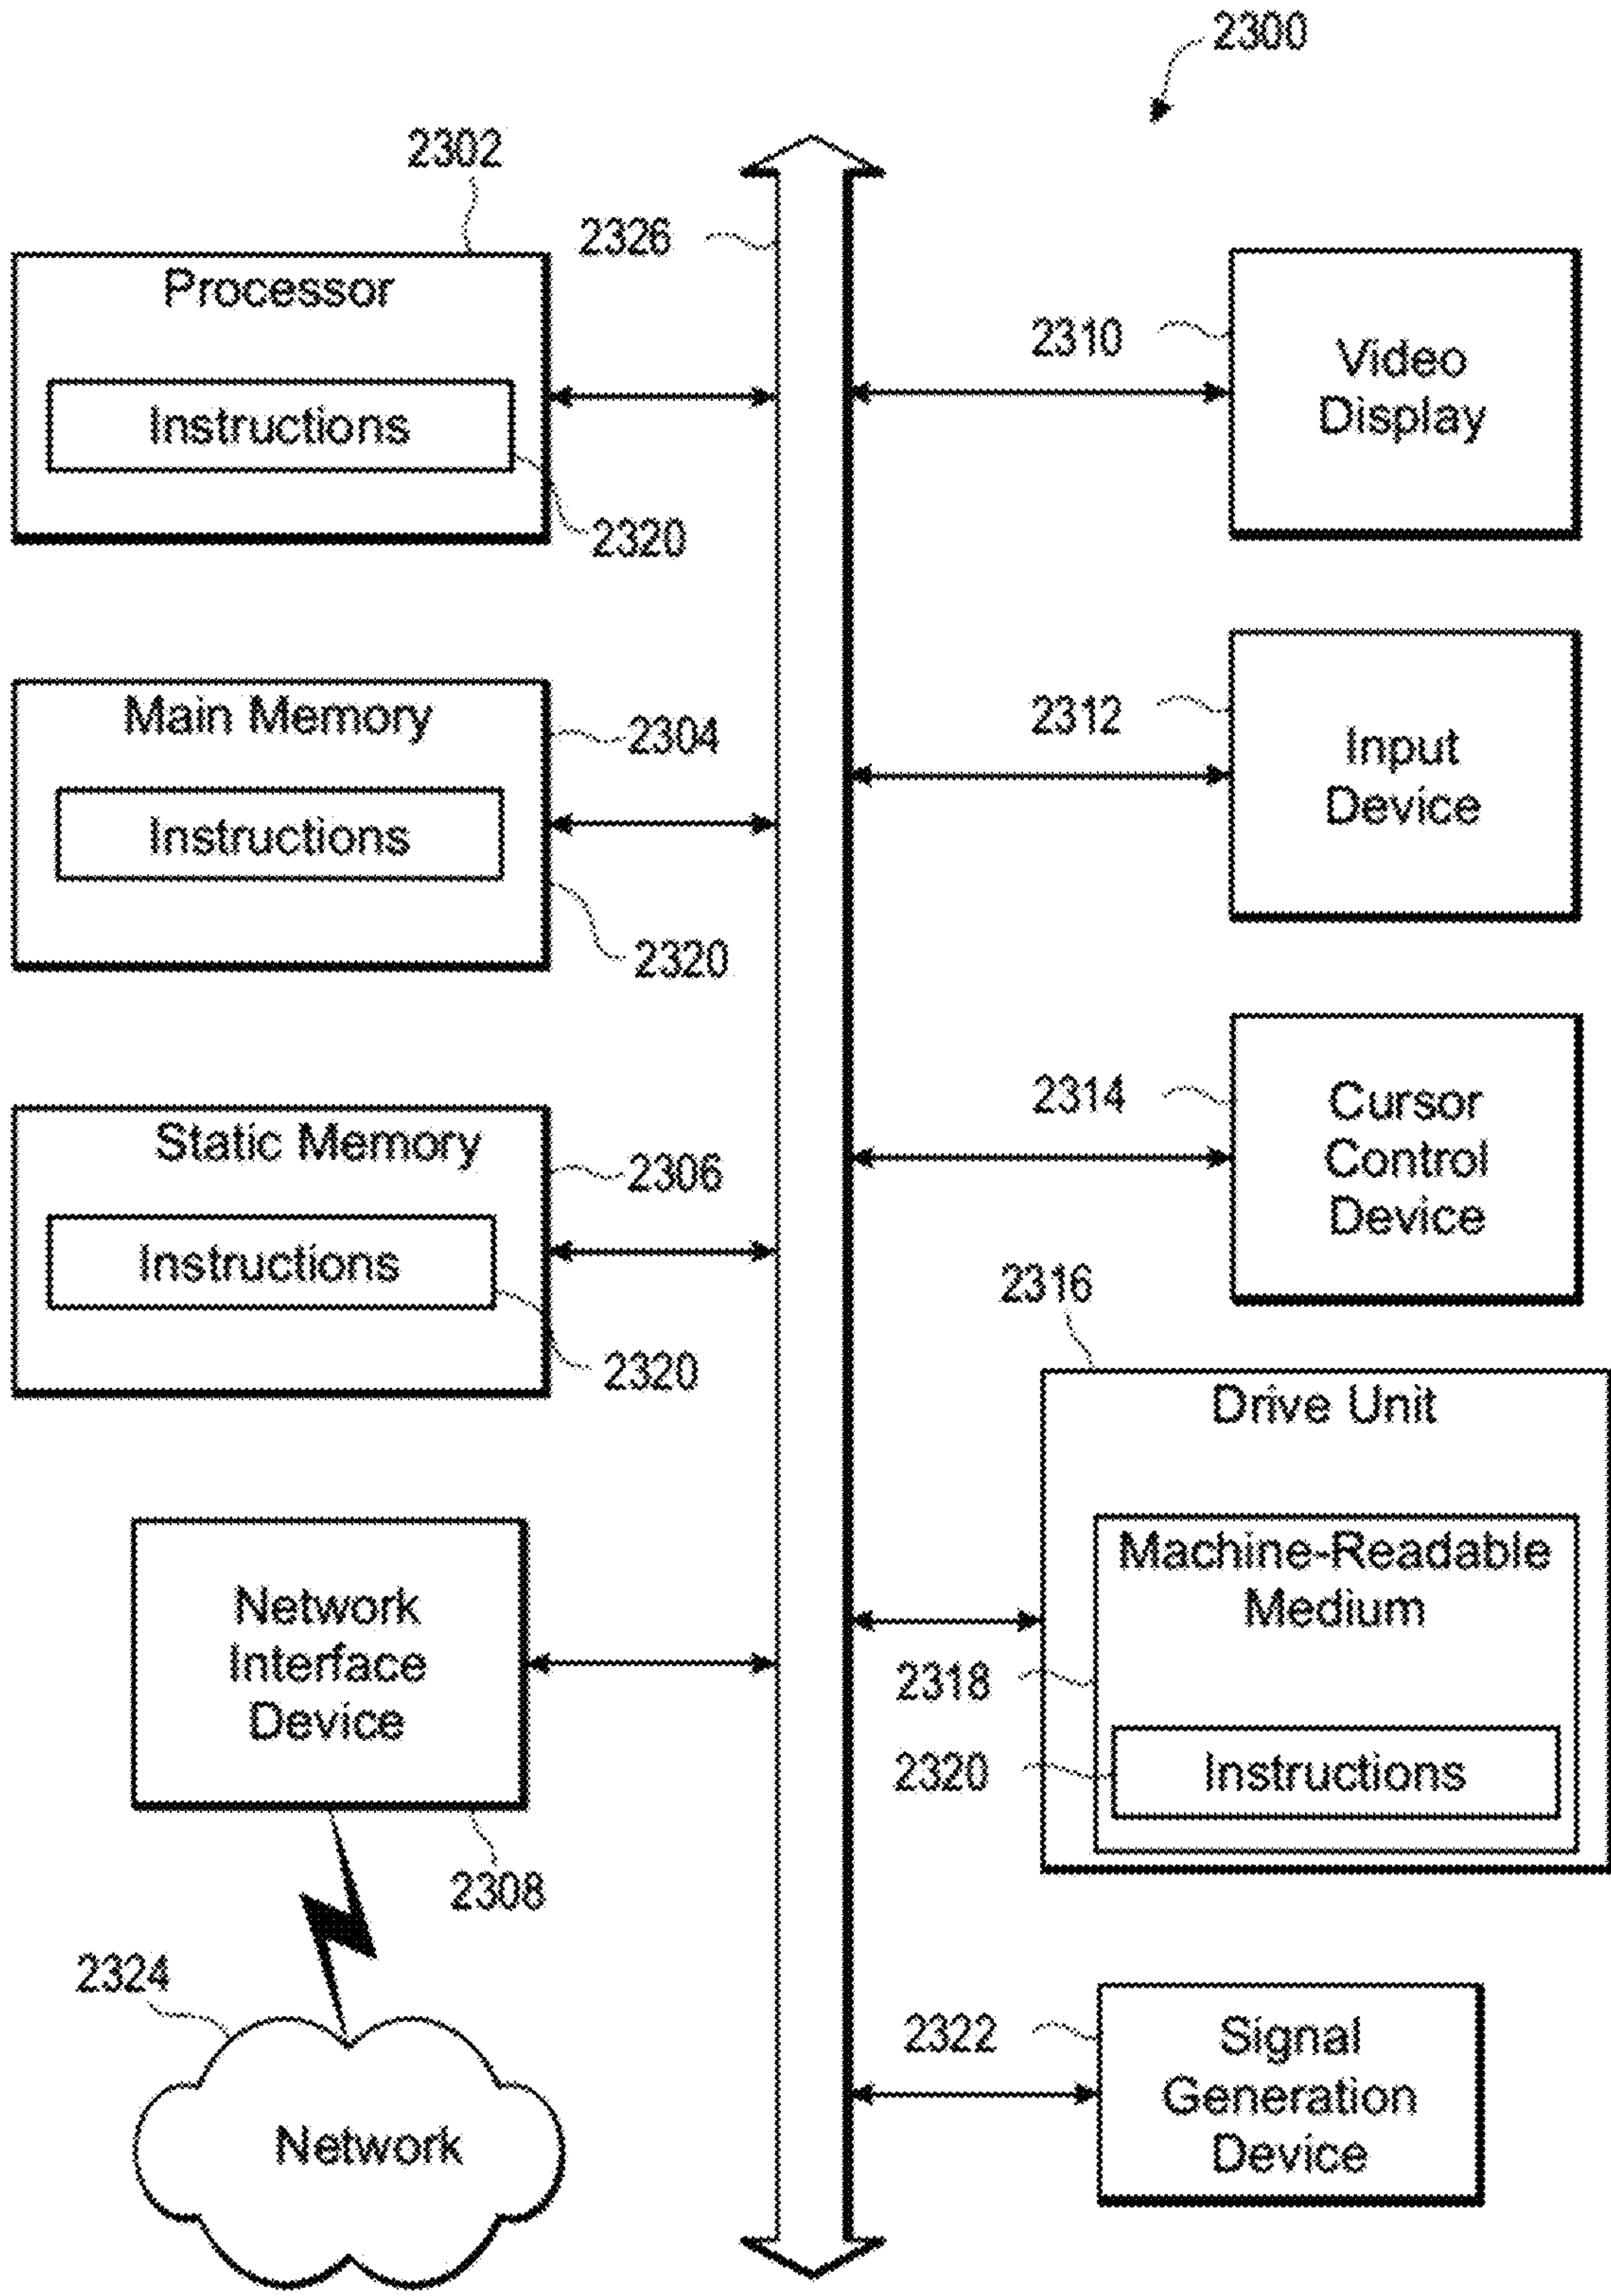 2300
2302
2326
Processor
Instructions
2320
2310
Video
Display
Main Memory
2304
Instructions
2320
2312
Input
Device
Static Memory
2306
Instructions
2320
2314
Cursor
Control
Device
2316
Drive Unit
Machine-Readable
Medium
2318
2320
Instructions
Network
Interface
Device
2308
2324
Network
2322
Signal
Generation
Device